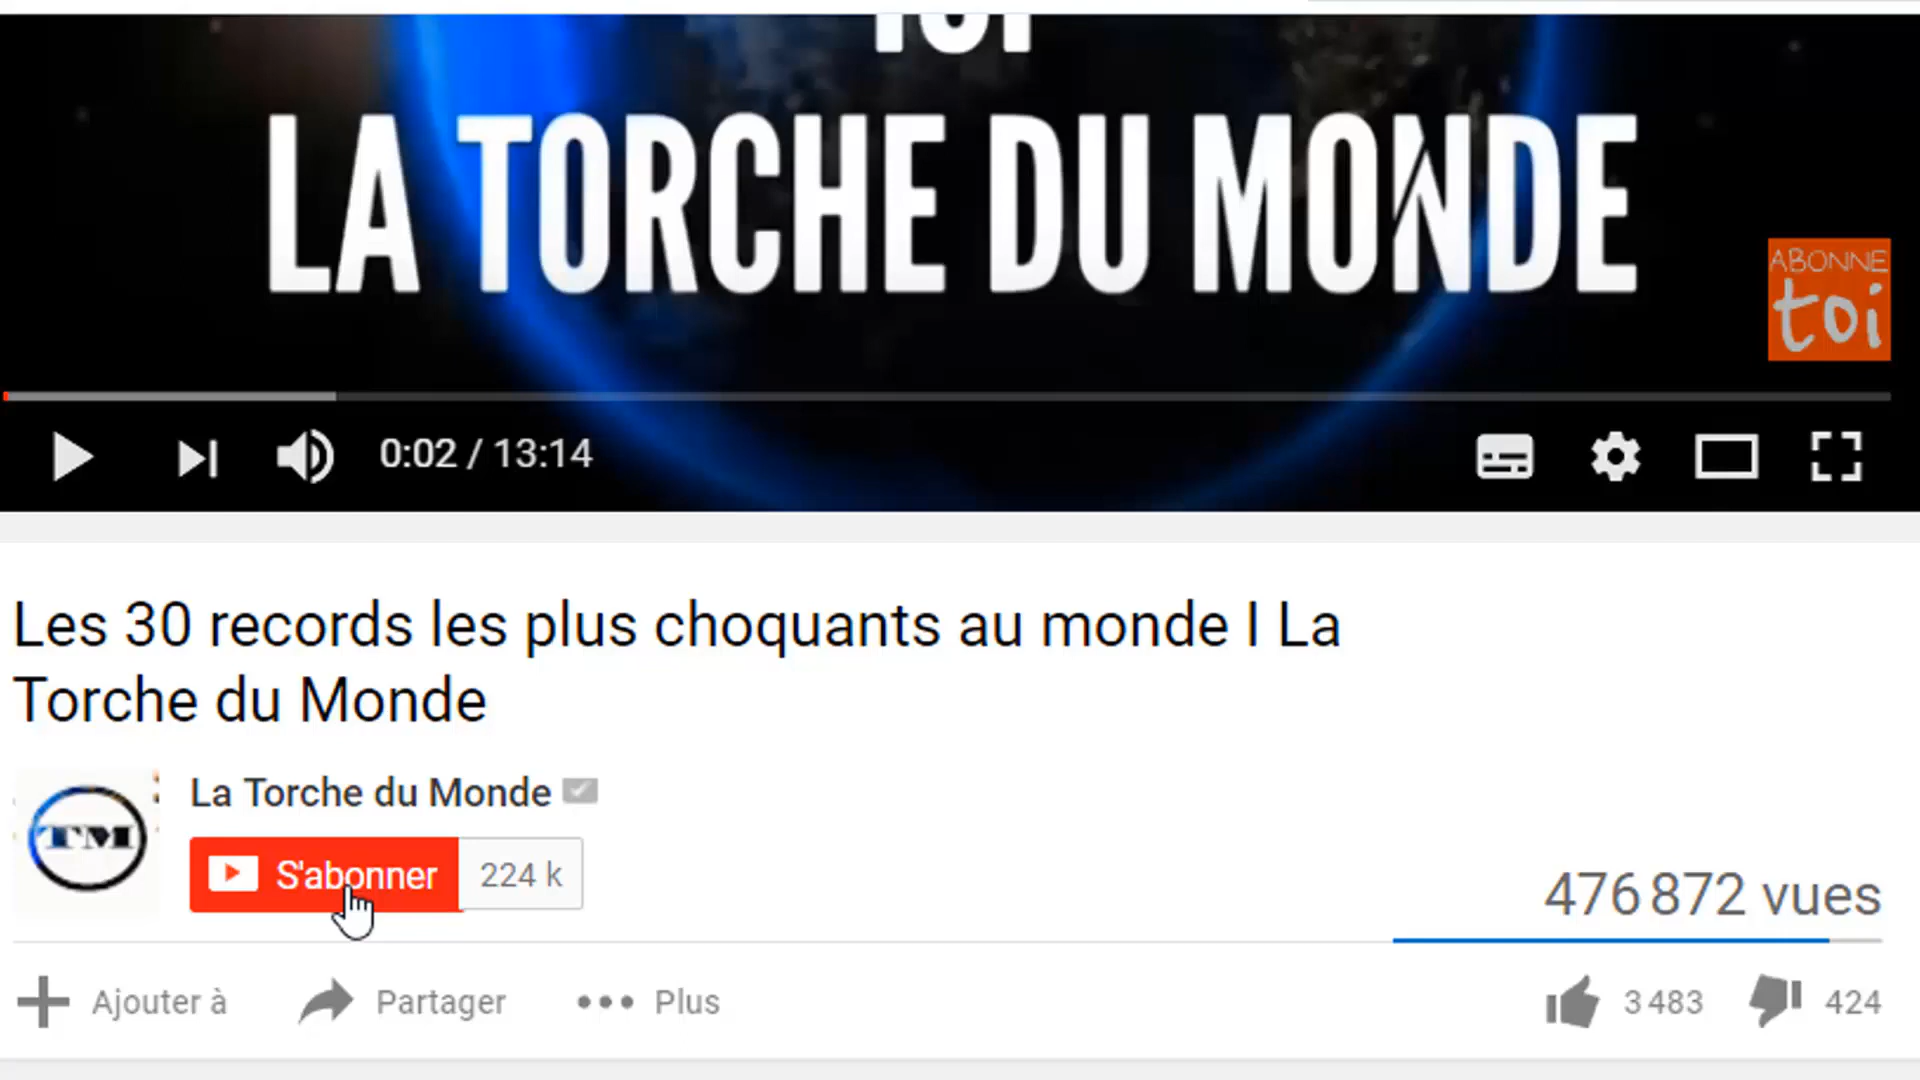 LA TORCHE DU MONDE
ABONNE
toi
0:02 / 13:14
Les 30 records les plus choquants au monde I La
Torche du Monde
TM
La Torche du Monde
S'abonner 224 k
476 872 vues
Ajouter à Partager Plus 3 483 424